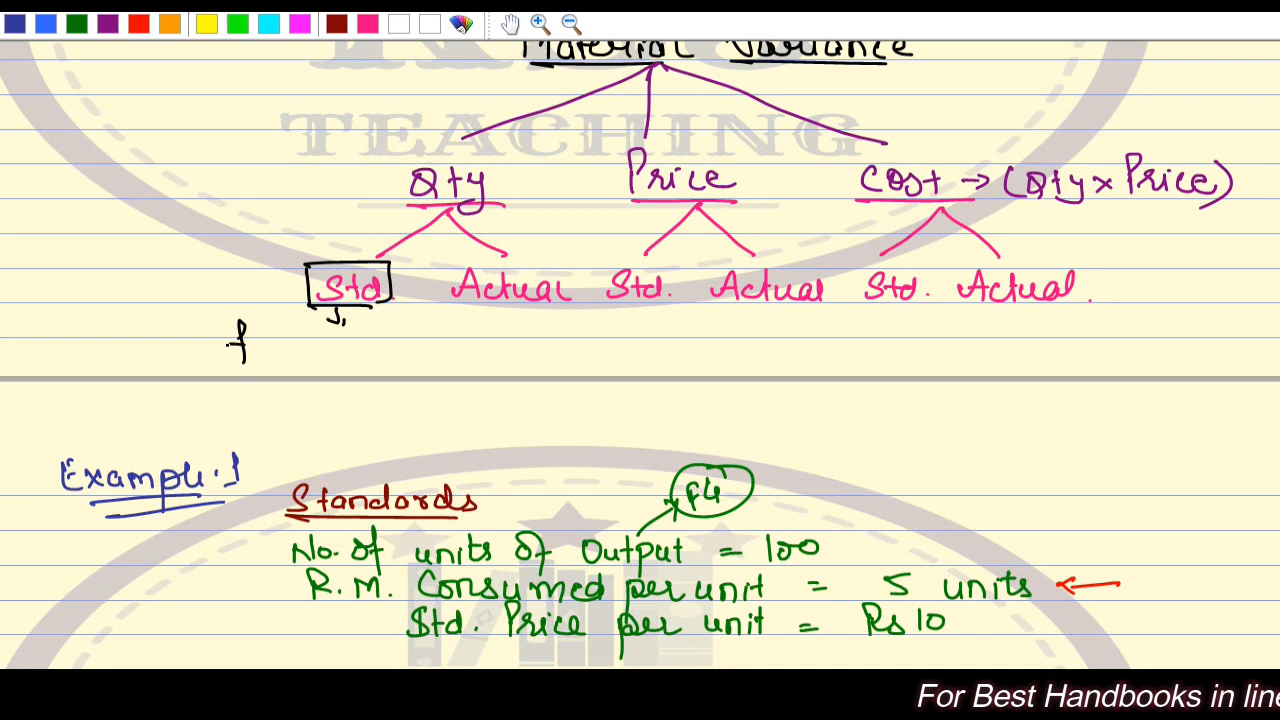 Material Variance
TEACHING
Qty Price Cost → (Qty x Price)
Std. Actual Std. Actual Std. Actual.
Example.1
Standards
No. of units of Output = 100
R.M. Consumed per unit = 5 units
Std. Price per unit = Rs 10
For Best Handbooks in line